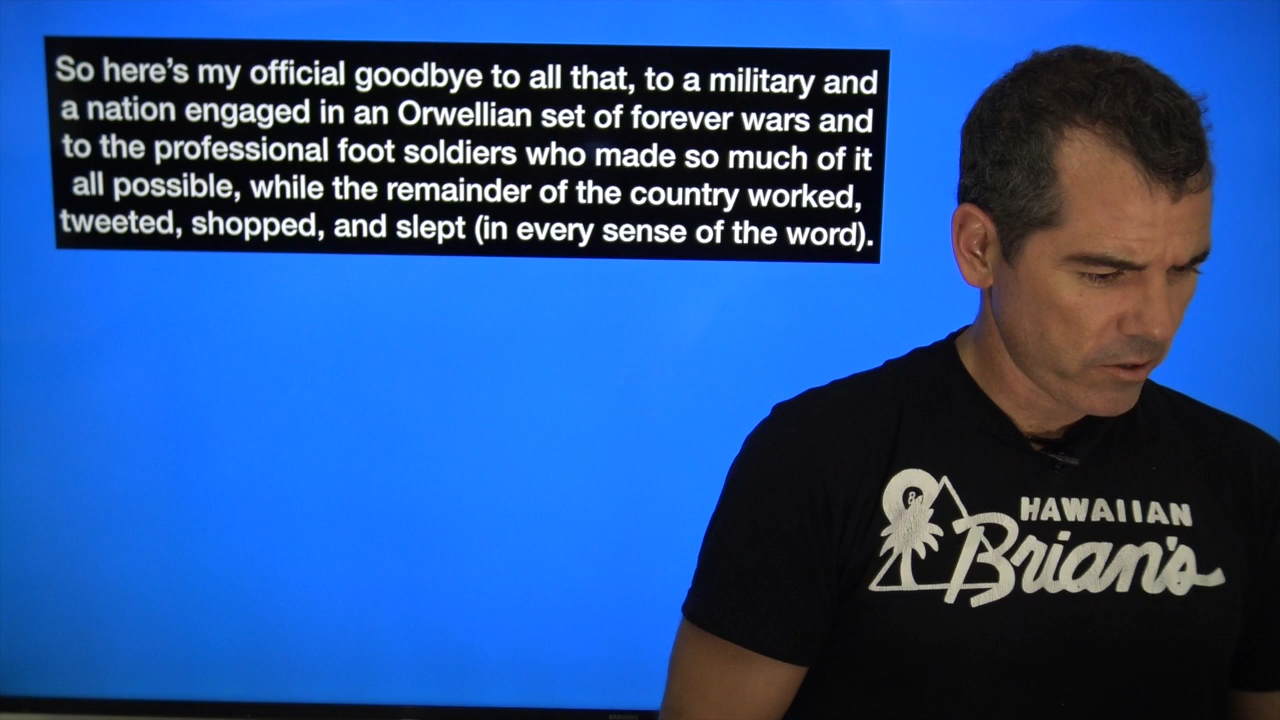 So here's my official goodbye to all that, to a military and
a nation engaged in an Orwellian set of forever wars and
to the professional foot soldiers who made so much of it
all possible, while the remainder of the country worked,
tweeted, shopped, and slept (in every sense of the word).
8
HAWAIIAN
Brian's
SAMSUNG